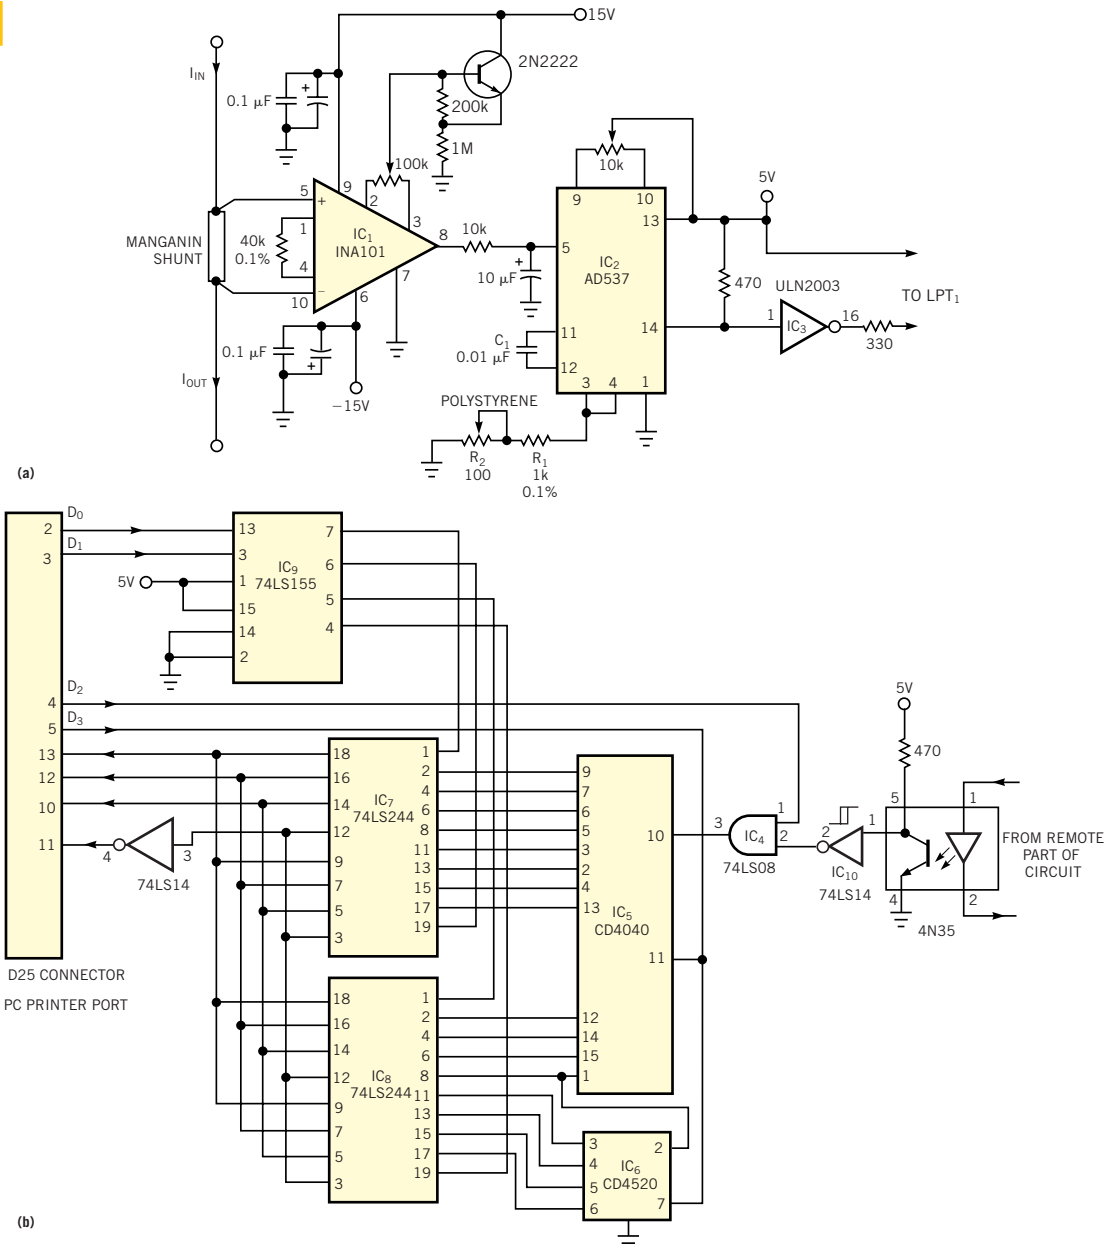 15V
I_IN
2N2222
0.1 µF
+
200k
1M
100k
10k
5V
5
+
9
2
3
1
MANGANIN
SHUNT
40k
0.1%
IC1
INA101
8
10k
4
10
−
6
7
+
10 µF
9
10
13
5
IC2
AD537
470
ULN2003
TO LPT1
14
1
IC3
16
330
C1
0.01 µF
11
12
3
4
1
0.1 µF
+
I_OUT
−15V
POLYSTYRENE
R2
100
R1
1k
0.1%
(a)
D0
2
13
7
D1
3
3
6
IC9
74LS155
5V
1
15
5
14
4
2
D2
4
D3
5
5V
470
13
18
1
12
16
2
9
10
14
4
7
IC7
74LS244
6
6
11
4
3
74LS14
12
8
5
11
3
9
13
2
7
15
4
5
17
13
3
19
IC5
CD4040
10
11
3
IC4
1
2
74LS08
2
1
IC10
74LS14
5
1
4
2
4N35
FROM REMOTE
PART OF
CIRCUIT
D25 CONNECTOR
PC PRINTER PORT
18
1
16
2
12
14
4
14
6
15
12
IC8
74LS244
8
1
11
9
13
7
15
5
17
3
19
3
2
4
IC6
CD4520
5
6
7
(b)